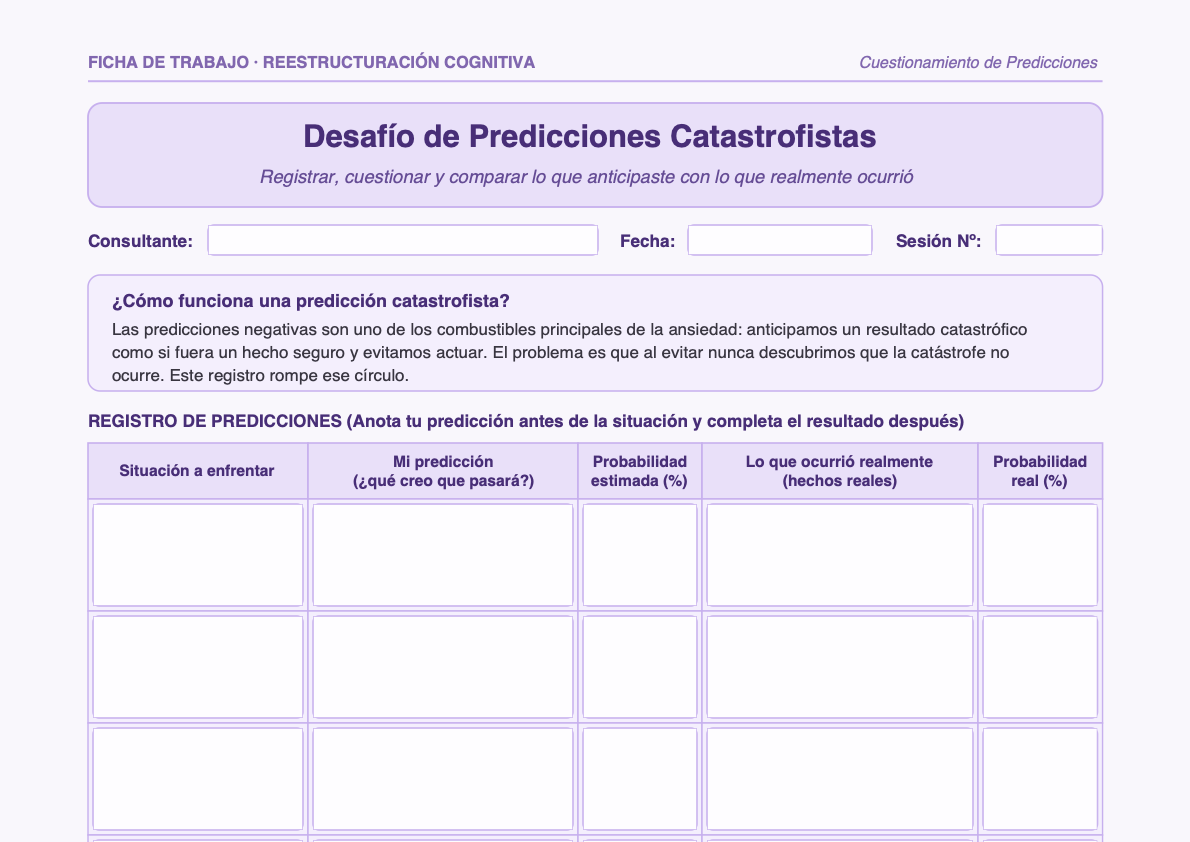 FICHA DE TRABAJO · REESTRUCTURACIÓN COGNITIVA
Cuestionamiento de Predicciones
Desafío de Predicciones Catastrofistas
Registrar, cuestionar y comparar lo que anticipaste con lo que realmente ocurrió
Consultante: Fecha: Sesión Nº:
¿Cómo funciona una predicción catastrofista?
Las predicciones negativas son uno de los combustibles principales de la ansiedad: anticipamos un resultado catastrófico
como si fuera un hecho seguro y evitamos actuar. El problema es que al evitar nunca descubrimos que la catástrofe no
ocurre. Este registro rompe ese círculo.
REGISTRO DE PREDICCIONES (Anota tu predicción antes de la situación y completa el resultado después)
Situación a enfrentar
Mi predicción
(¿qué creo que pasará?)
Probabilidad
estimada (%)
Lo que ocurrió realmente
(hechos reales)
Probabilidad
real (%)